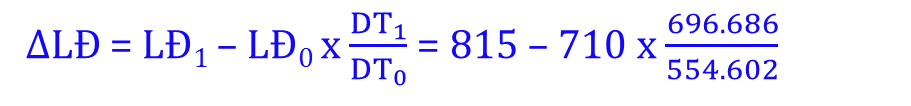 ΔLĐ = LĐ₁ − LĐ₀ x DT₁/DT₀ = 815 − 710 x 696.686/554.602